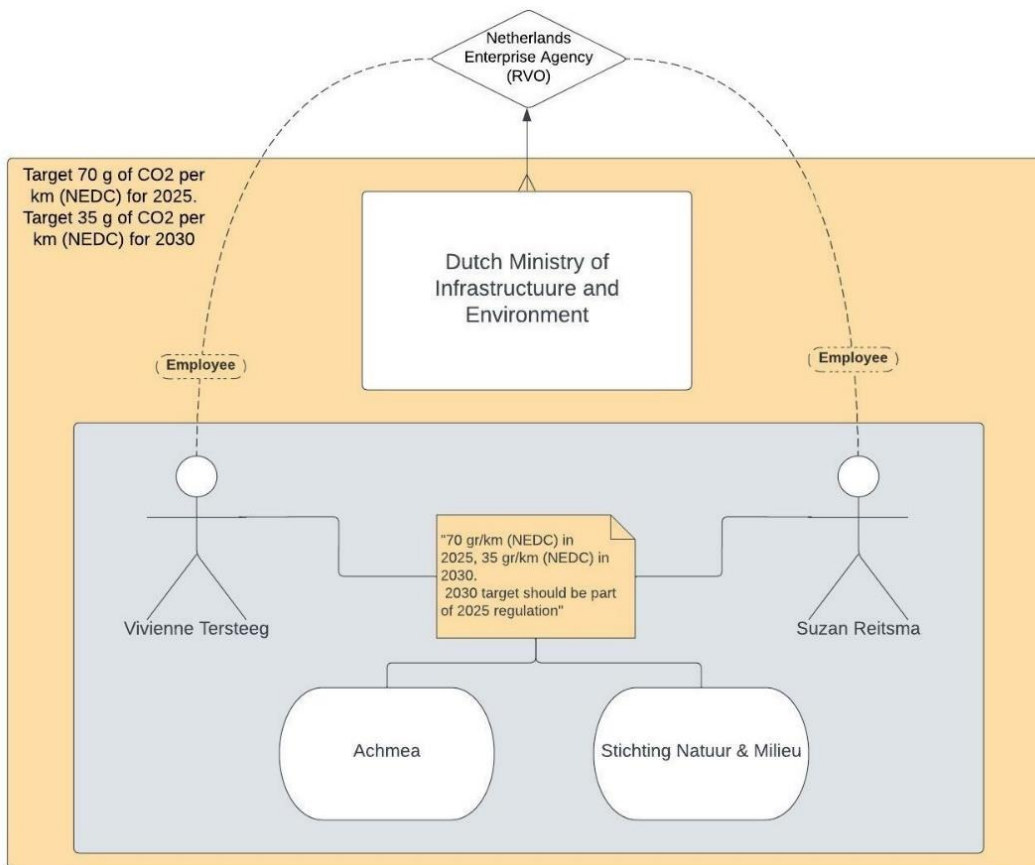 Netherlands
Enterprise Agency
(RVO)
Target 70 g of CO2 per
km (NEDC) for 2025.
Target 35 g of CO2 per
km (NEDC) for 2030
Dutch Ministry of
Infrastructuure and
Environment
Employee
Employee
"70 gr/km (NEDC) in
2025, 35 gr/km (NEDC) in
2030.
2030 target should be part
of 2025 regulation"
Vivienne Tersteeg
Suzan Reitsma
Achmea
Stichting Natuur & Milieu